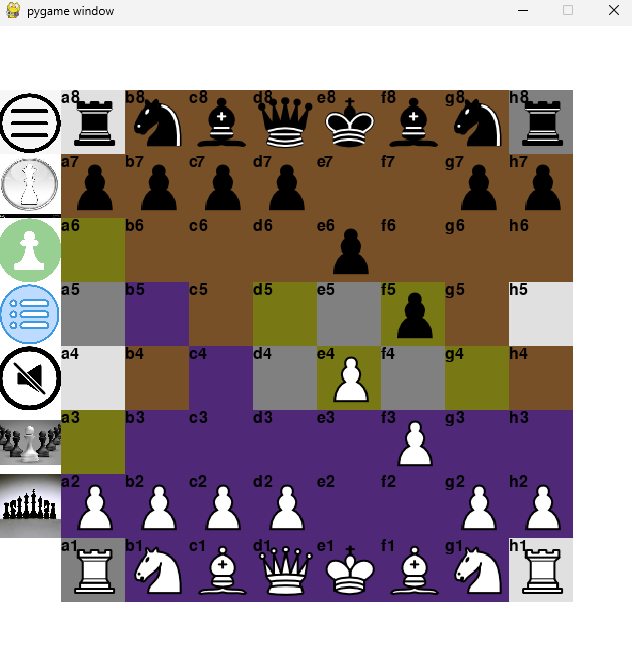 pygame window
a8 b8 c8 d8 e8 f8 g8 h8
a7 b7 c7 d7 e7 f7 g7 h7
a6 b6 c6 d6 e6 f6 g6 h6
a5 b5 c5 d5 e5 f5 g5 h5
a4 b4 c4 d4 e4 f4 g4 h4
a3 b3 c3 d3 e3 f3 g3 h3
a2 b2 c2 d2 e2 f2 g2 h2
a1 b1 c1 d1 e1 f1 g1 h1